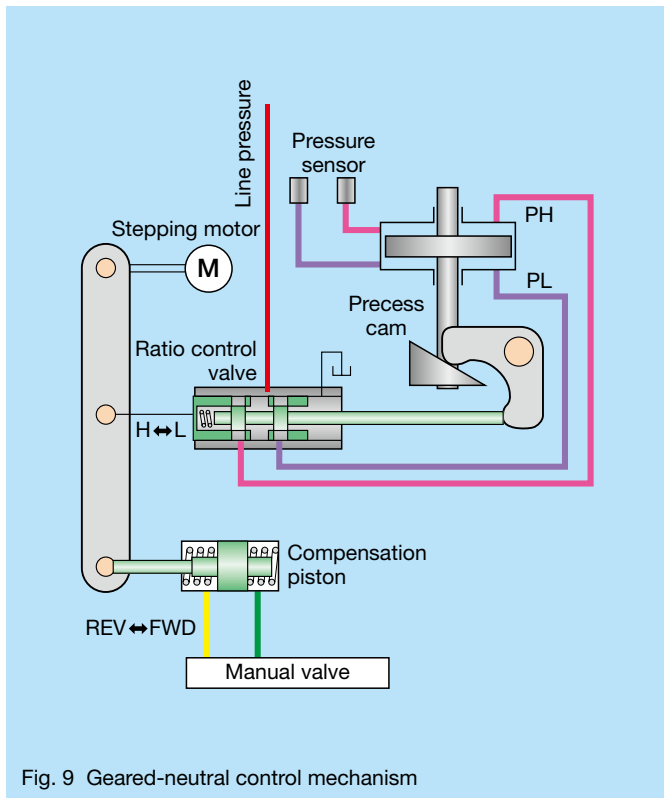 Line pressure
Pressure
sensor
PH
Stepping motor
M
PL
Precess
cam
Ratio control
valve
H⇔L
Compensation
piston
REV⇔FWD
Manual valve
Fig. 9 Geared-neutral control mechanism